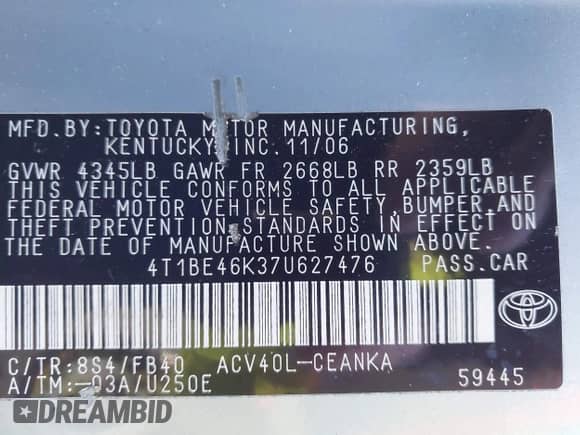 MFD.BY:TOYOTA MOTOR MANUFACTURING,
KENTUCKY, INC. 11/06
GVWR 4345LB GAWR FR 2668LB RR 2359LB
THIS VEHICLE CONFORMS TO ALL APPLICABLE
FEDERAL MOTOR VEHICLE SAFETY, BUMPER, AND
THEFT PREVENTION STANDARDS IN EFFECT ON
THE DATE OF MANUFACTURE SHOWN ABOVE.
4T1BE46K37U627476 PASS.CAR
C/TR:8S4/FB40 ACV40L-CEANKA
A/TM:-03A/U250E 59445
BIDHISTORY